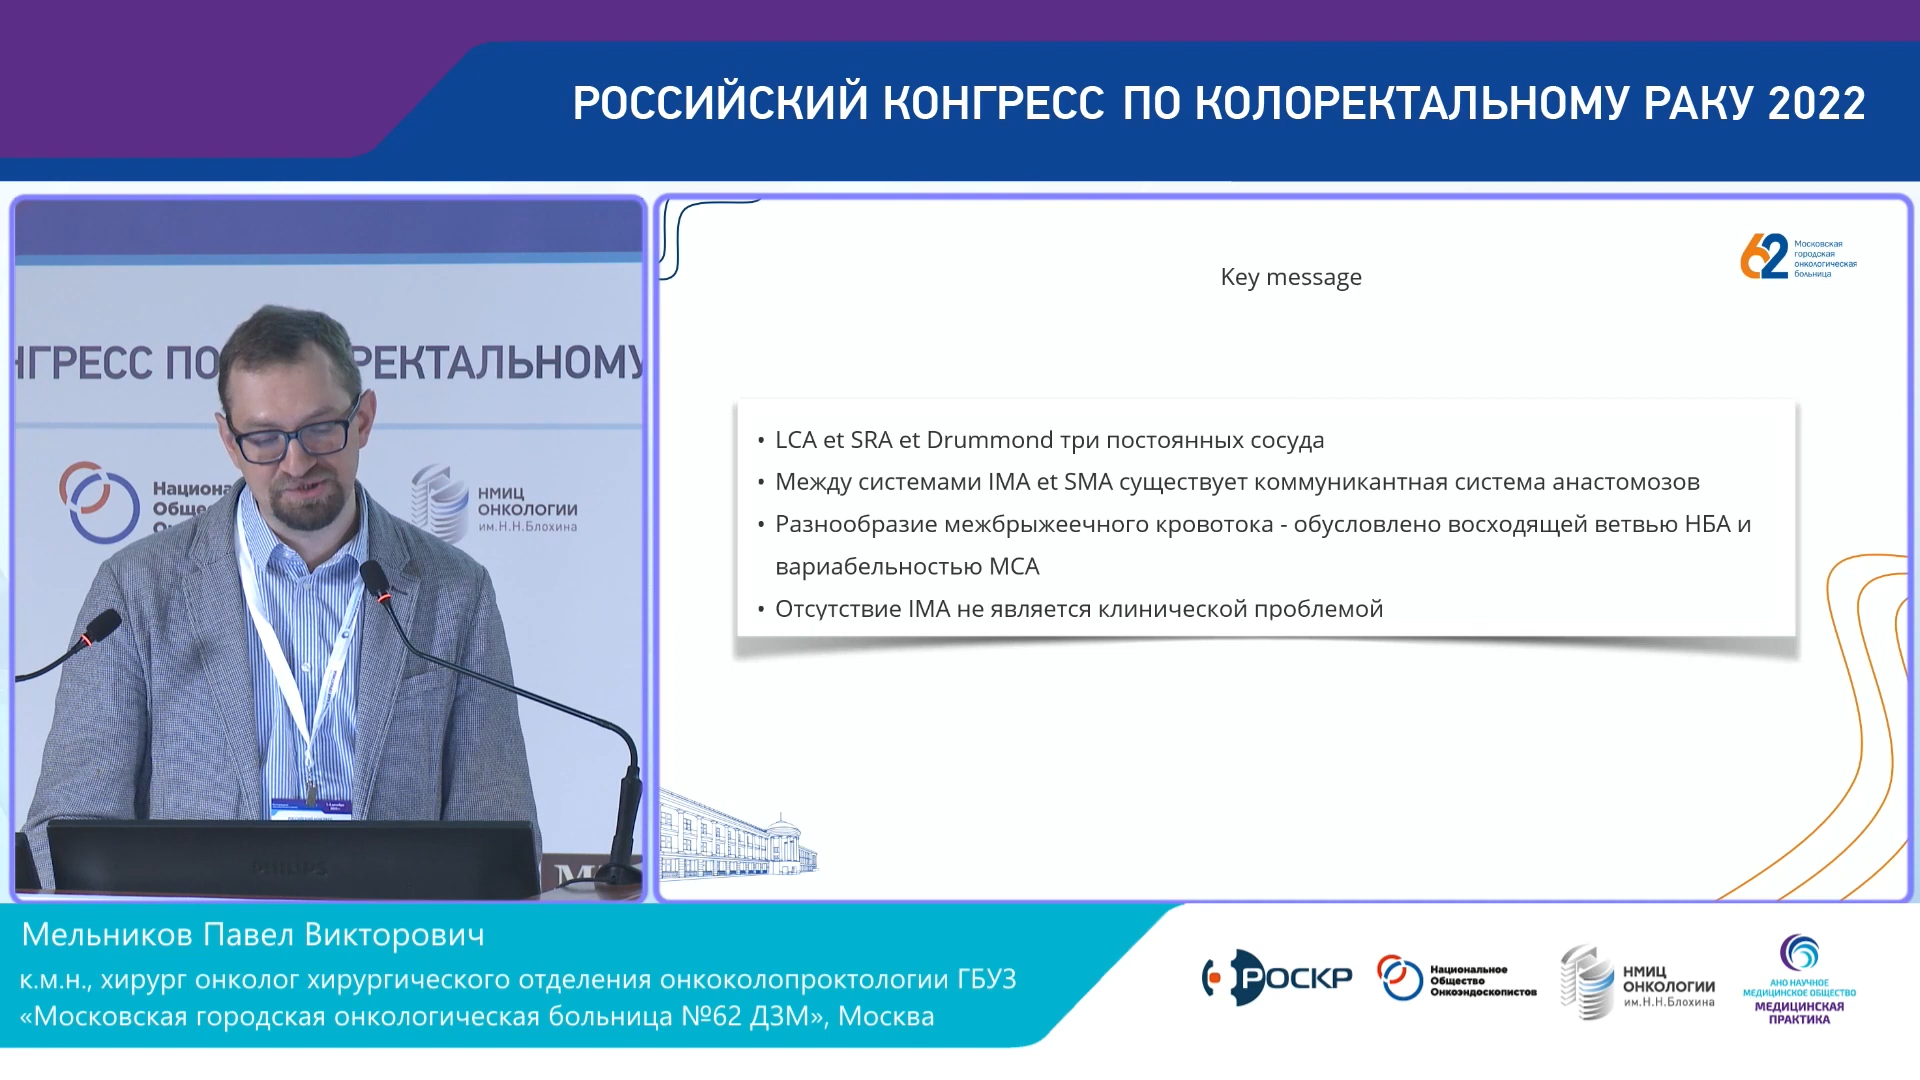 РОССИЙСКИЙ КОНГРЕСС ПО КОЛОРЕКТАЛЬНОМУ РАКУ 2022
НГРЕСС ПО РЕКТАЛЬНОМУ
НМИЦ
ОНКОЛОГИИ
им.Н.Н.Блохина
PHILIPS
62 Московская
городская
онкологическая
больница
Key message
• LCA et SRA et Drummond три постоянных сосуда
• Между системами IMA et SMA существует коммуникантная система анастомозов
• Разнообразие межбрыжеечного кровотока - обусловлено восходящей ветвью НБА и
вариабельностью МСА
• Отсутствие IMA не является клинической проблемой
Мельников Павел Викторович
к.м.н., хирург онколог хирургического отделения онкоколопроктологии ГБУЗ
«Московская городская онкологическая больница №62 ДЗМ», Москва
РОСКР
Национальное
Общество
Онкоэндоскопистов
НМИЦ
ОНКОЛОГИИ
им.Н.Н.Блохина
АНО НАУЧНОЕ
МЕДИЦИНСКОЕ ОБЩЕСТВО
МЕДИЦИНСКАЯ
ПРАКТИКА